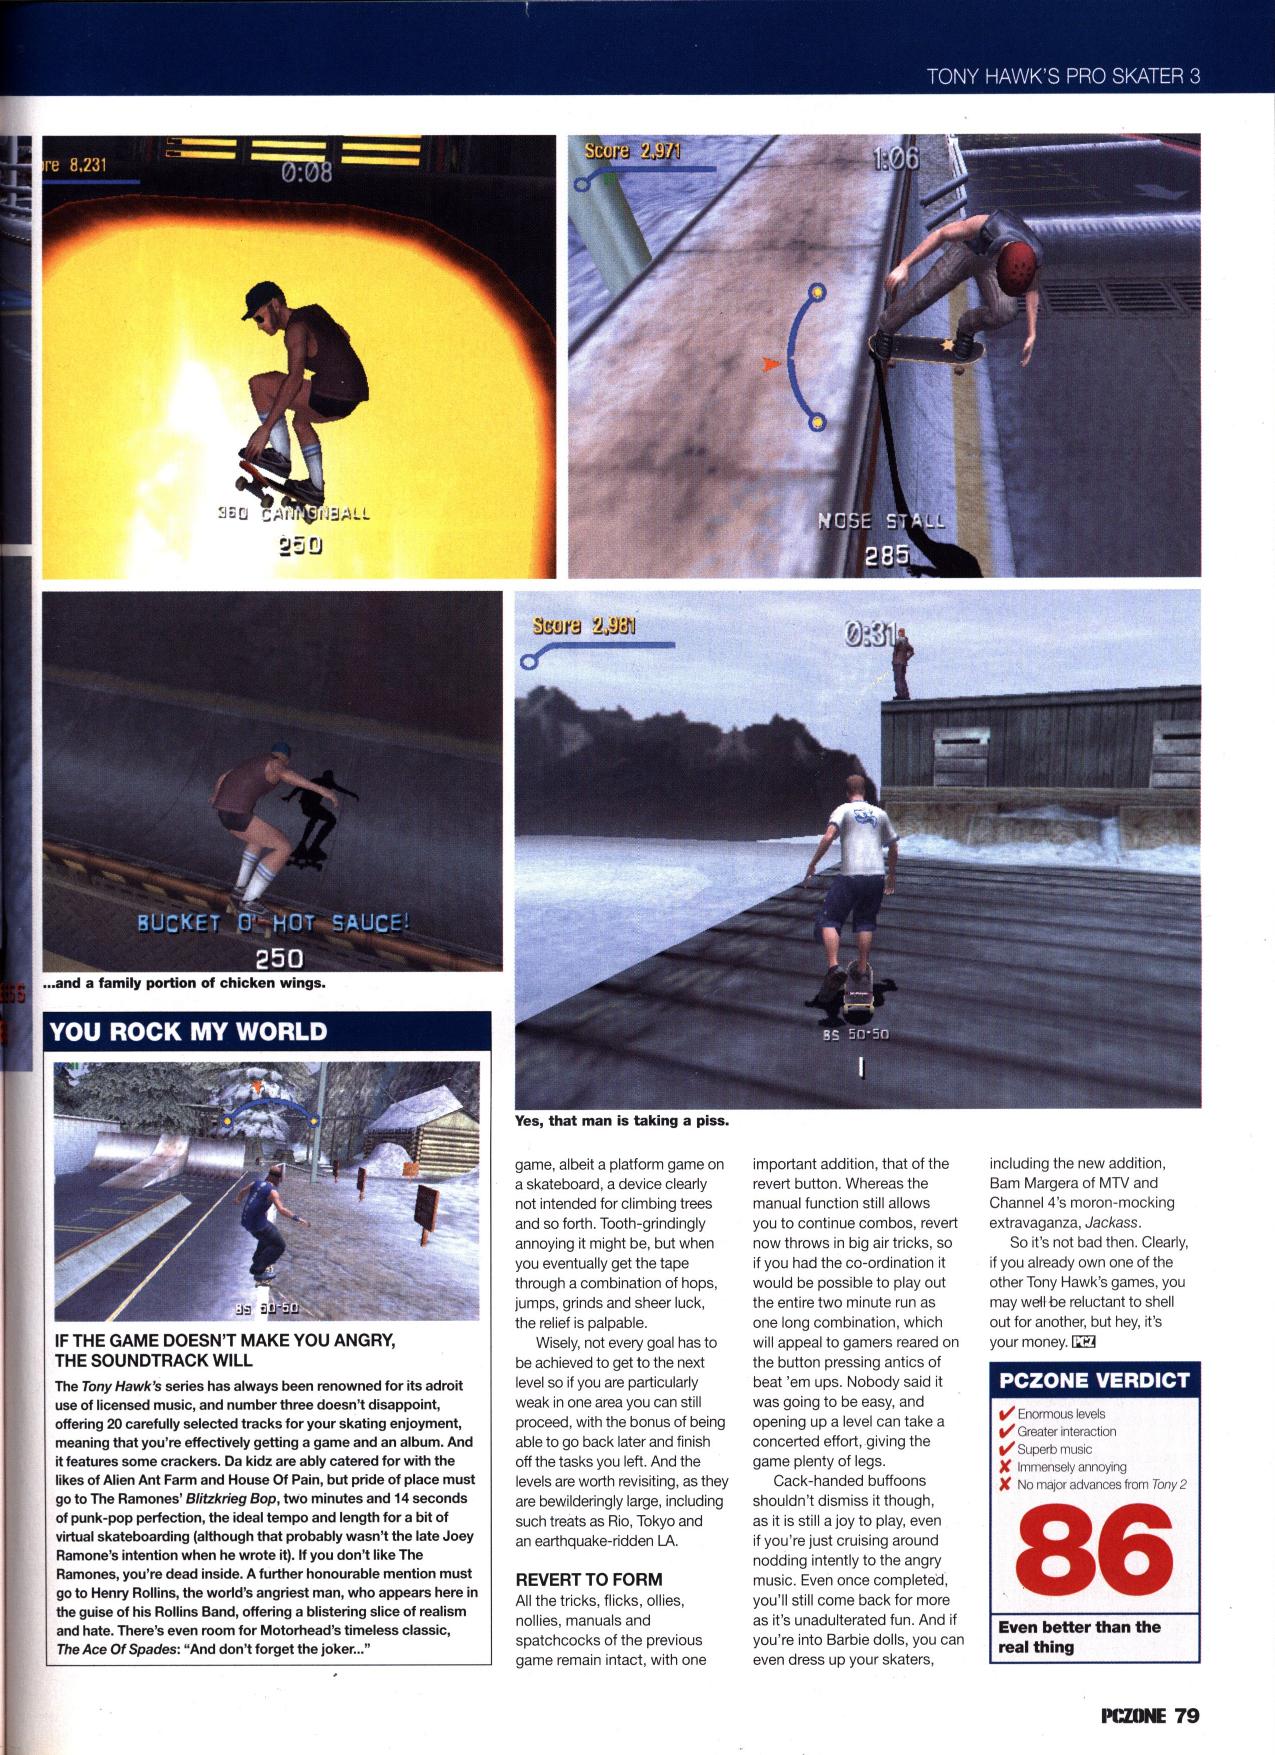 TONY HAWK'S PRO SKATER 3
re 8,231
0:08
360 CANNONBALL
250
Score 2,971
1:06
NOSE STALL
285
BUCKET O' HOT SAUCE!
250
...and a family portion of chicken wings.
Score 2,981
0:31
BS 50-50
1
Yes, that man is taking a piss.
YOU ROCK MY WORLD
BS 50-50
IF THE GAME DOESN'T MAKE YOU ANGRY,
THE SOUNDTRACK WILL
The Tony Hawk's series has always been renowned for its adroit
use of licensed music, and number three doesn't disappoint,
offering 20 carefully selected tracks for your skating enjoyment,
meaning that you're effectively getting a game and an album. And
it features some crackers. Da kidz are ably catered for with the
likes of Alien Ant Farm and House Of Pain, but pride of place must
go to The Ramones' Blitzkrieg Bop, two minutes and 14 seconds
of punk-pop perfection, the ideal tempo and length for a bit of
virtual skateboarding (although that probably wasn't the late Joey
Ramone's intention when he wrote it). If you don't like The
Ramones, you're dead inside. A further honourable mention must
go to Henry Rollins, the world's angriest man, who appears here in
the guise of his Rollins Band, offering a blistering slice of realism
and hate. There's even room for Motorhead's timeless classic,
The Ace Of Spades: “And don't forget the joker...”
game, albeit a platform game on
a skateboard, a device clearly
not intended for climbing trees
and so forth. Tooth-grindingly
annoying it might be, but when
you eventually get the tape
through a combination of hops,
jumps, grinds and sheer luck,
the relief is palpable.
Wisely, not every goal has to
be achieved to get to the next
level so if you are particularly
weak in one area you can still
proceed, with the bonus of being
able to go back later and finish
off the tasks you left. And the
levels are worth revisiting, as they
are bewilderingly large, including
such treats as Rio, Tokyo and
an earthquake-ridden LA.
REVERT TO FORM
All the tricks, flicks, ollies,
nollies, manuals and
spatchcocks of the previous
game remain intact, with one
important addition, that of the
revert button. Whereas the
manual function still allows
you to continue combos, revert
now throws in big air tricks, so
if you had the co-ordination it
would be possible to play out
the entire two minute run as
one long combination, which
will appeal to gamers reared on
the button pressing antics of
beat 'em ups. Nobody said it
was going to be easy, and
opening up a level can take a
concerted effort, giving the
game plenty of legs.
Cack-handed buffoons
shouldn't dismiss it though,
as it is still a joy to play, even
if you're just cruising around
nodding intently to the angry
music. Even once completed,
you'll still come back for more
as it's unadulterated fun. And if
you're into Barbie dolls, you can
even dress up your skaters,
including the new addition,
Bam Margera of MTV and
Channel 4's moron-mocking
extravaganza, Jackass.
So it's not bad then. Clearly,
if you already own one of the
other Tony Hawk's games, you
may well be reluctant to shell
out for another, but hey, it's
your money. PCZ
PCZONE VERDICT
Enormous levels
Greater interaction
Superb music
Immensely annoying
No major advances from Tony 2
86
Even better than the
real thing
PCZONE 79